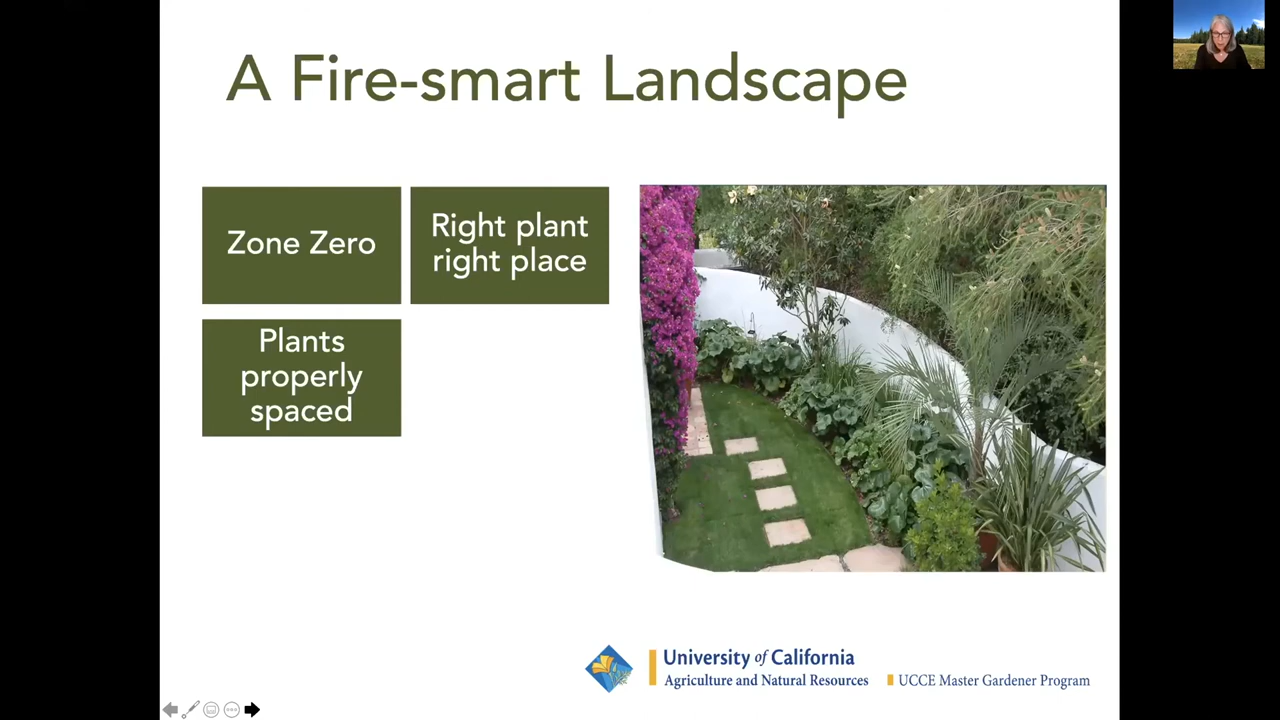 A Fire-smart Landscape
Zone Zero
Right plant
right place
Plants
properly
spaced
University of California
Agriculture and Natural Resources
UCCE Master Gardener Program